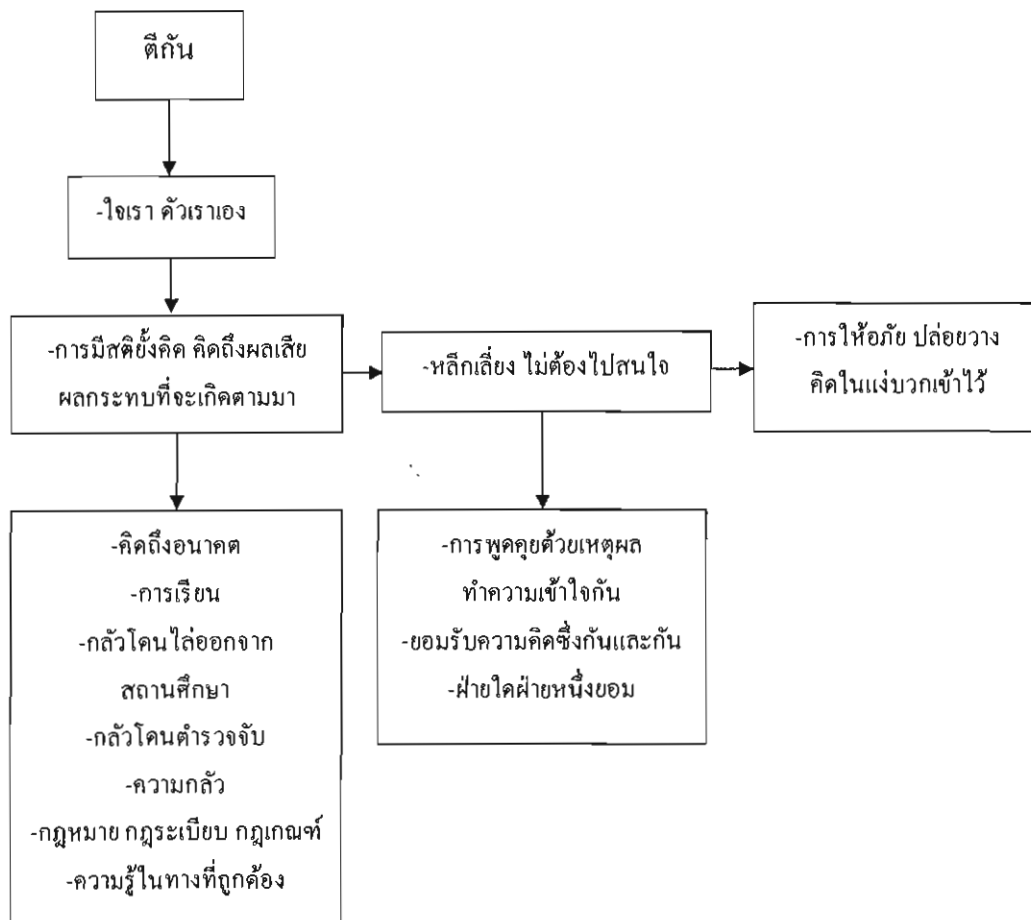 ตีกัน
-ใจเรา ตัวเราเอง
-การมีสติยั้งคิด คิดถึงผลเสีย
ผลกระทบที่จะเกิดตามมา
-หลีกเลี่ยง ไม่ต้องไปสนใจ
-การให้อภัย ปล่อยวาง
คิดในแง่บวกเข้าไว้
-คิดถึงอนาคต
-การเรียน
-กลัวโดนไล่ออกจาก
สถานศึกษา
-กลัวโดนตำรวจจับ
-ความกลัว
-กฎหมาย กฎระเบียบ กฎเกณฑ์
-ความรู้ในทางที่ถูกต้อง
-การพูดคุยด้วยเหตุผล
ทำความเข้าใจกัน
-ยอมรับความคิดซึ่งกันและกัน
-ฝ่ายใดฝ่ายหนึ่งยอม